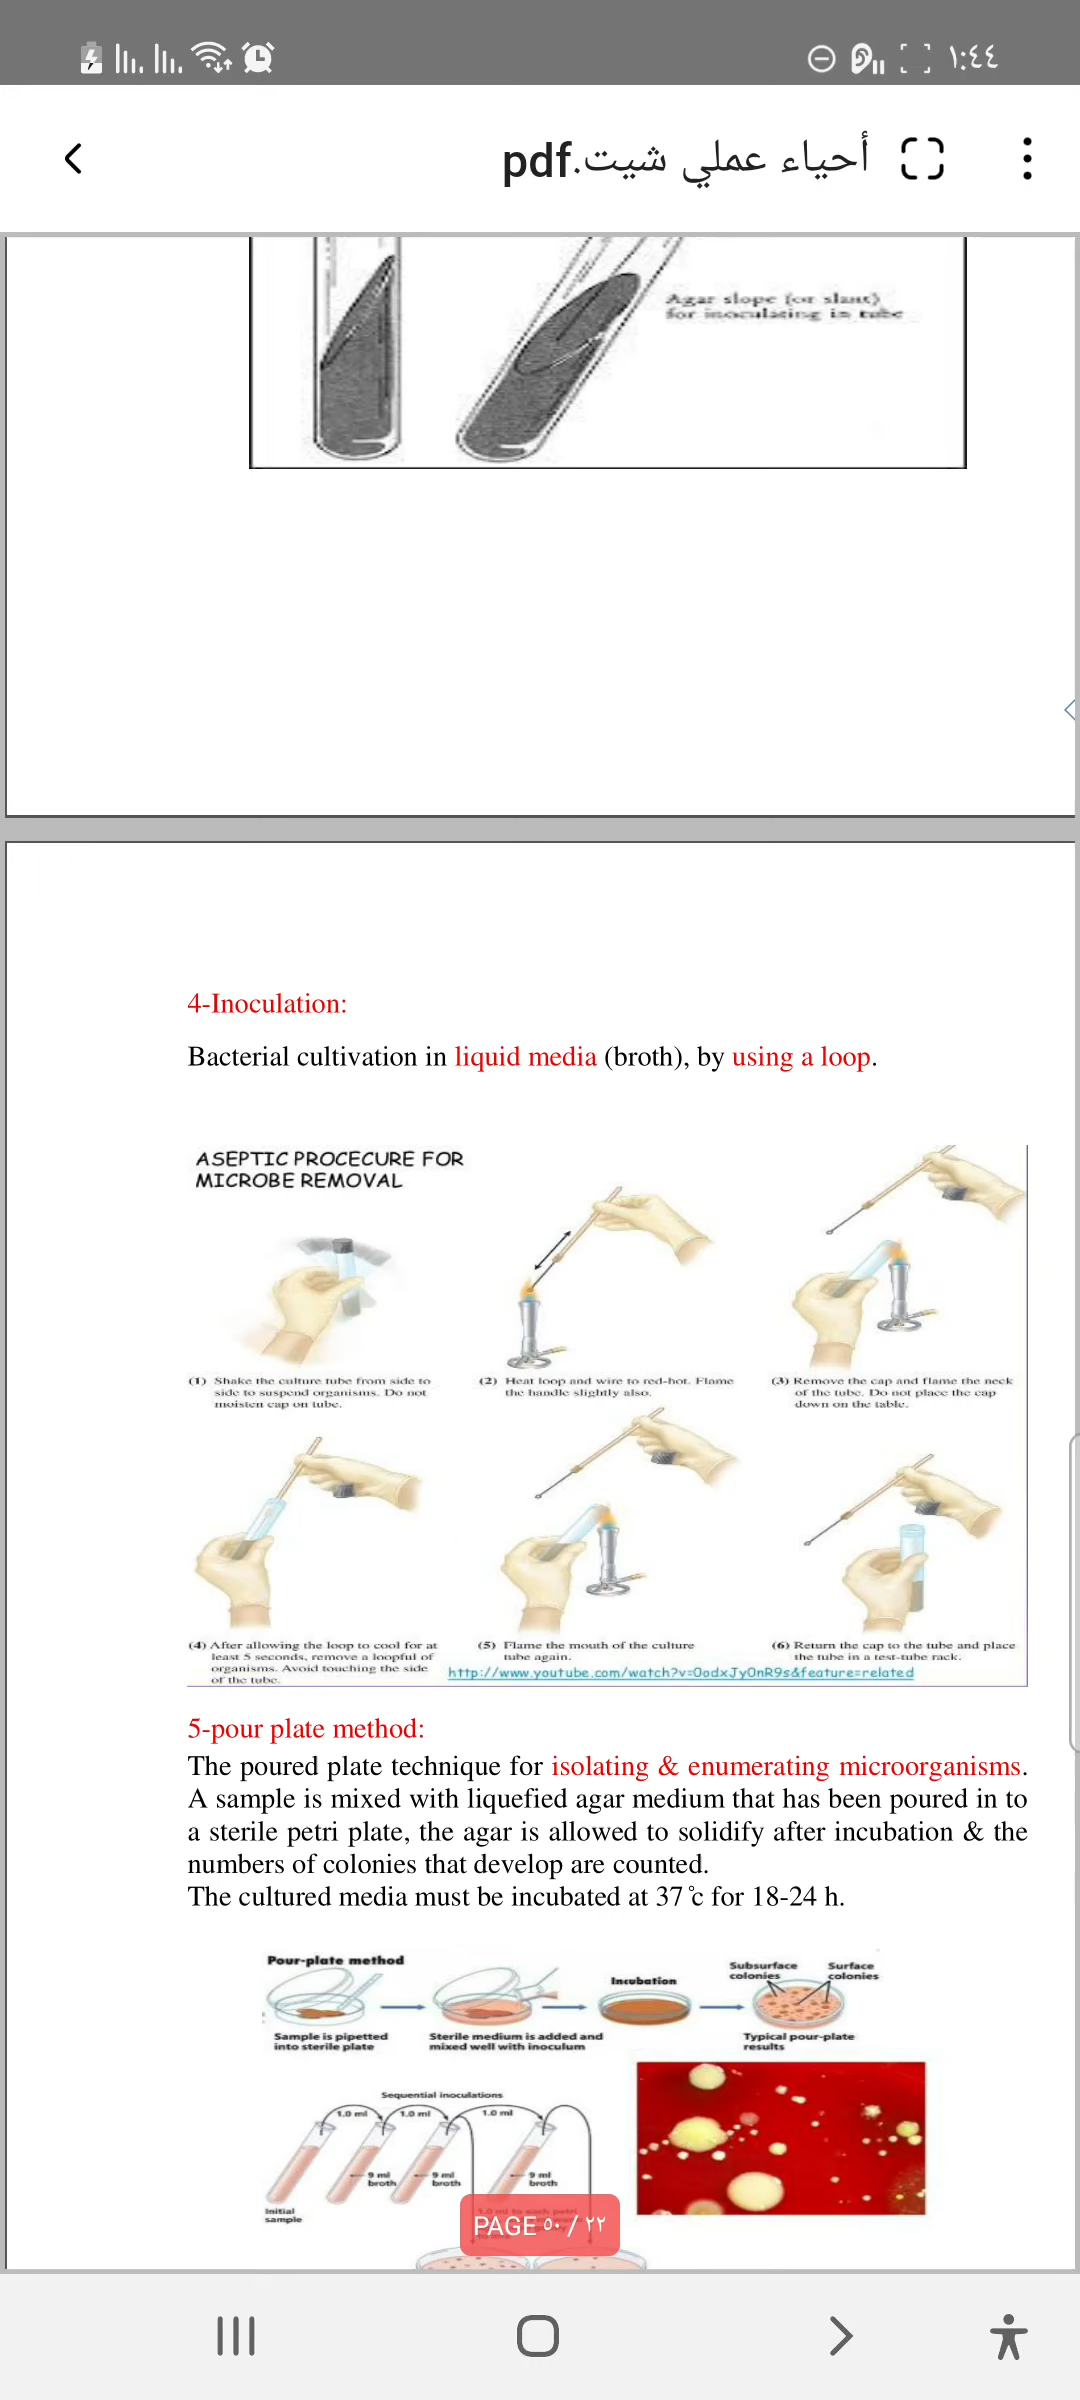 ١:٤٤
أحياء عملي شيت.pdf
Agar slope (or slant)
for inoculating in tube
4-Inoculation:
Bacterial cultivation in liquid media (broth), by using a loop.
ASEPTIC PROCECURE FOR
MICROBE REMOVAL
(1) Shake the culture tube from side to
side to suspend organisms. Do not
moisten cap on tube.
(2) Heat loop and wire to red-hot. Flame
the handle slightly also.
(3) Remove the cap and flame the neck
of the tube. Do not place the cap
down on the table.
(4) After allowing the loop to cool for at
least 5 seconds, remove a loopful of
organisms. Avoid touching the side
of the tube.
(5) Flame the mouth of the culture
tube again.
(6) Return the cap to the tube and place
the tube in a test-tube rack.
http://www.youtube.com/watch?v=OodxJyOnR9s&feature=related
5-pour plate method:
The poured plate technique for isolating & enumerating microorganisms.
A sample is mixed with liquefied agar medium that has been poured in to
a sterile petri plate, the agar is allowed to solidify after incubation & the
numbers of colonies that develop are counted.
The cultured media must be incubated at 37 °c for 18-24 h.
Pour-plate method
Incubation
Subsurface
colonies
Surface
colonies
Sample is pipetted
into sterile plate
Sterile medium is added and
mixed well with inoculum
Typical pour-plate
results
Sequential inoculations
1.0 ml
1.0 ml
1.0 ml
9 ml
broth
9 ml
broth
9 ml
broth
Initial
sample
PAGE ٥٠ / ٢٢